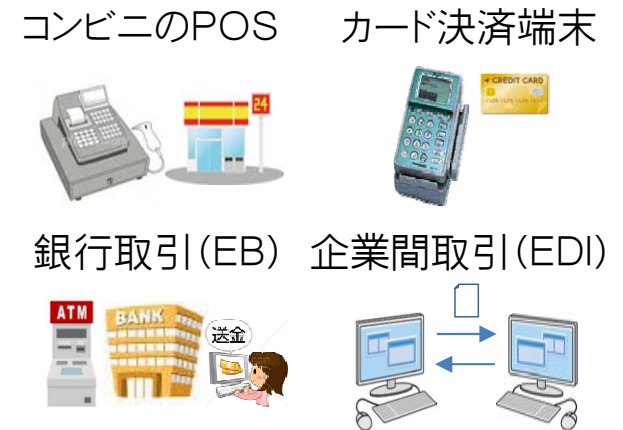 コンビニのPOS
カード決済端末
24
CREDIT CARD
銀行取引(EB)
企業間取引(EDI)
ATM
BANK
送金